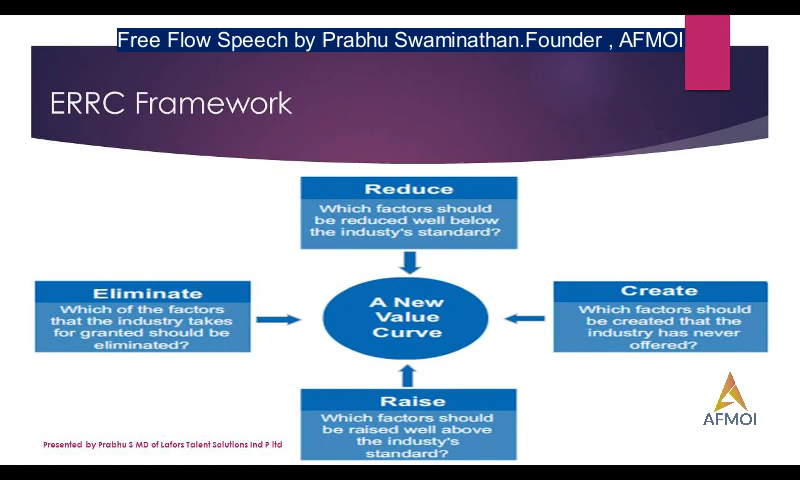 Free Flow Speech by Prabhu Swaminathan.Founder , AFMOI
ERRC Framework
Reduce
Which factors should
be reduced well below
the industy's standard?
Eliminate
Which of the factors
that the industry takes
for granted should be
eliminated?
A New
Value
Curve
Create
Which factors should
be created that the
industry has never
offered?
Raise
Which factors should
be raised well above
the industy's
standard?
AFMOI
Presented by Prabhu S MD of Lafors Talent Solutions Ind P ltd